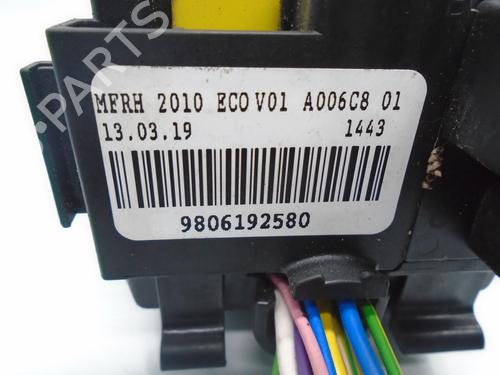 MFRH 2010 ECO V01 A006C8 01
13.03.19 1443
9806192580
B-PARTS